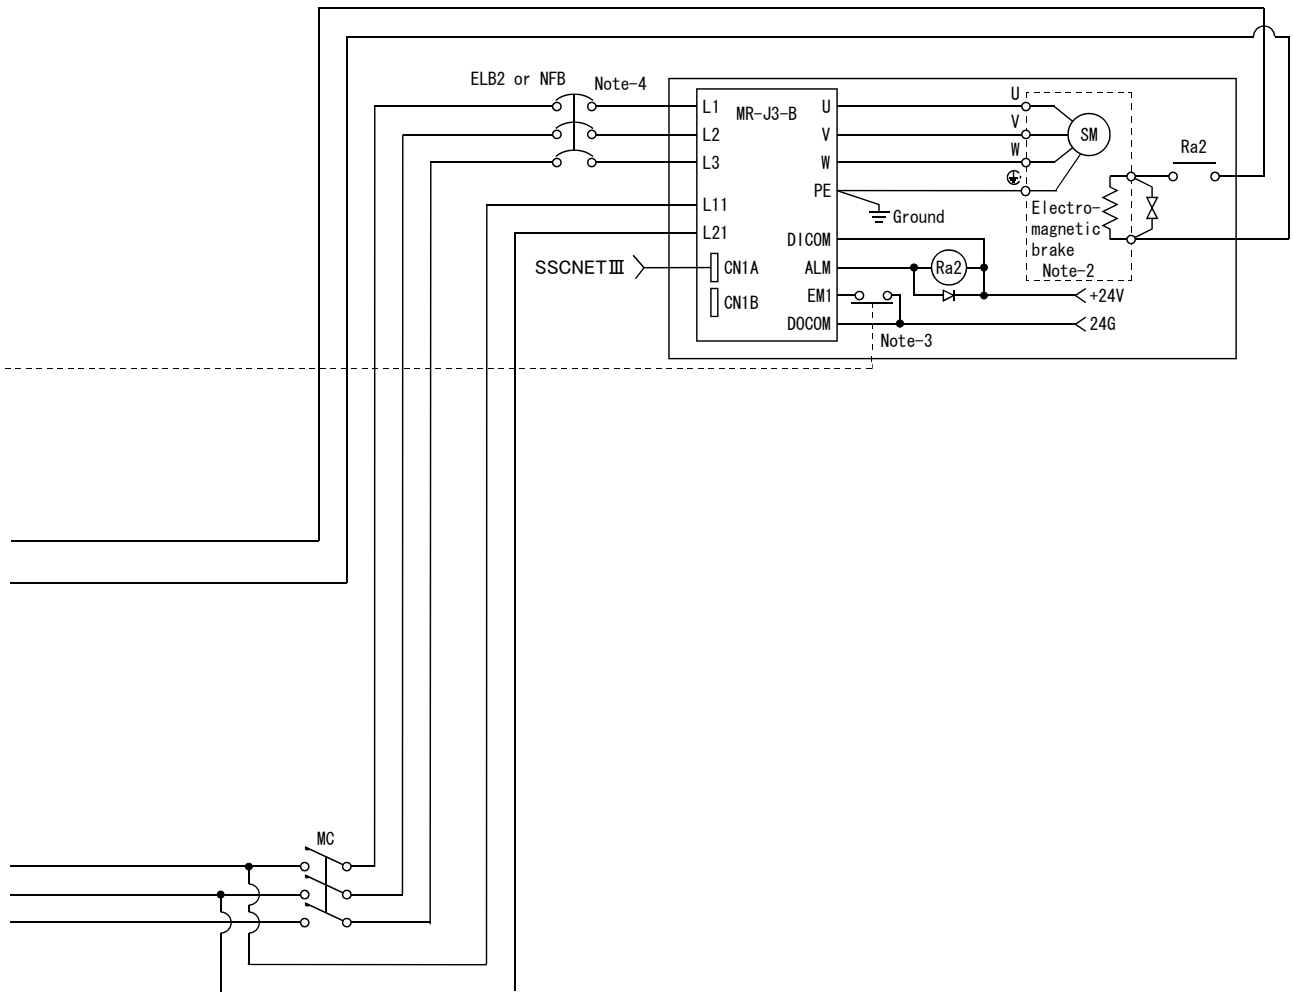 ELB2 or NFB
Note-4
L1
MR-J3-B
U
U
L2
V
V
SM
L3
W
W
Ra2
PE
Ground
L11
Electro-
magnetic
brake
Note-2
L21
DICOM
SSCNETⅢ
CN1A
ALM
Ra2
CN1B
EM1
+24V
DOCOM
24G
Note-3
MC